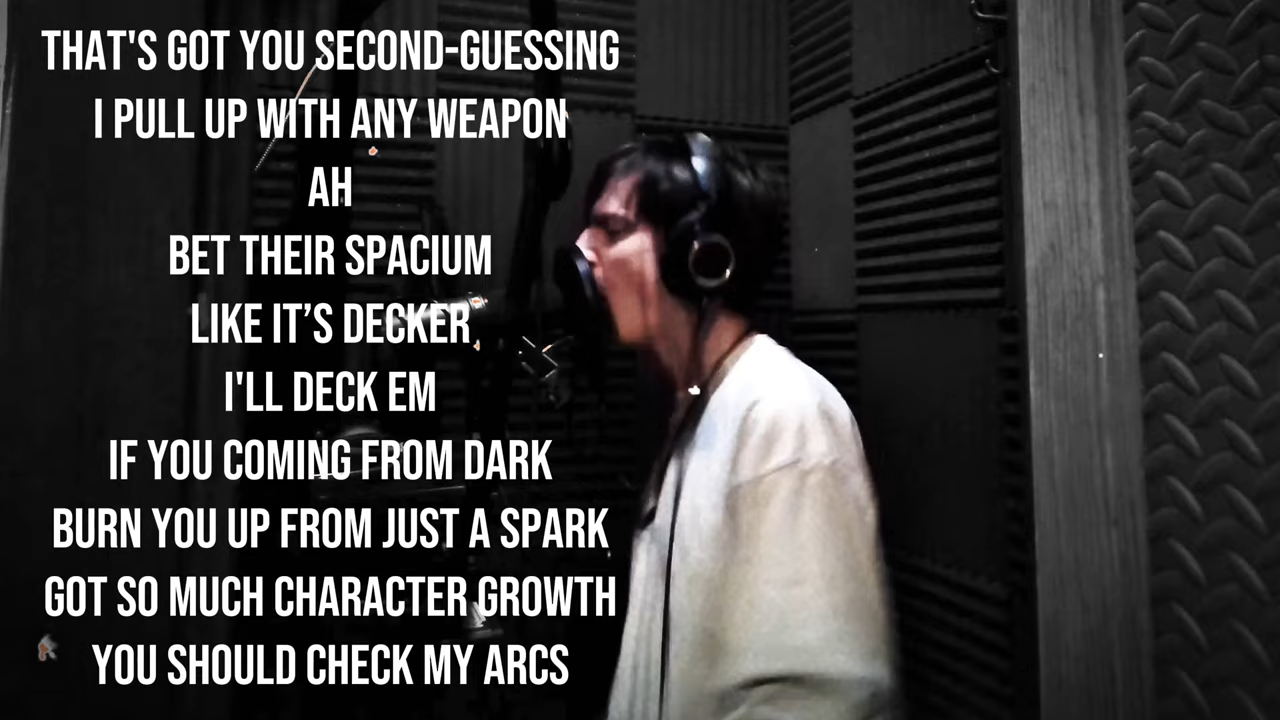 THAT'S GOT YOU SECOND-GUESSING
I PULL UP WITH ANY WEAPON
AH
BET THEIR SPACIUM
LIKE IT’S DECKER
I'LL DECK EM
IF YOU COMING FROM DARK
BURN YOU UP FROM JUST A SPARK
GOT SO MUCH CHARACTER GROWTH
YOU SHOULD CHECK MY ARCS